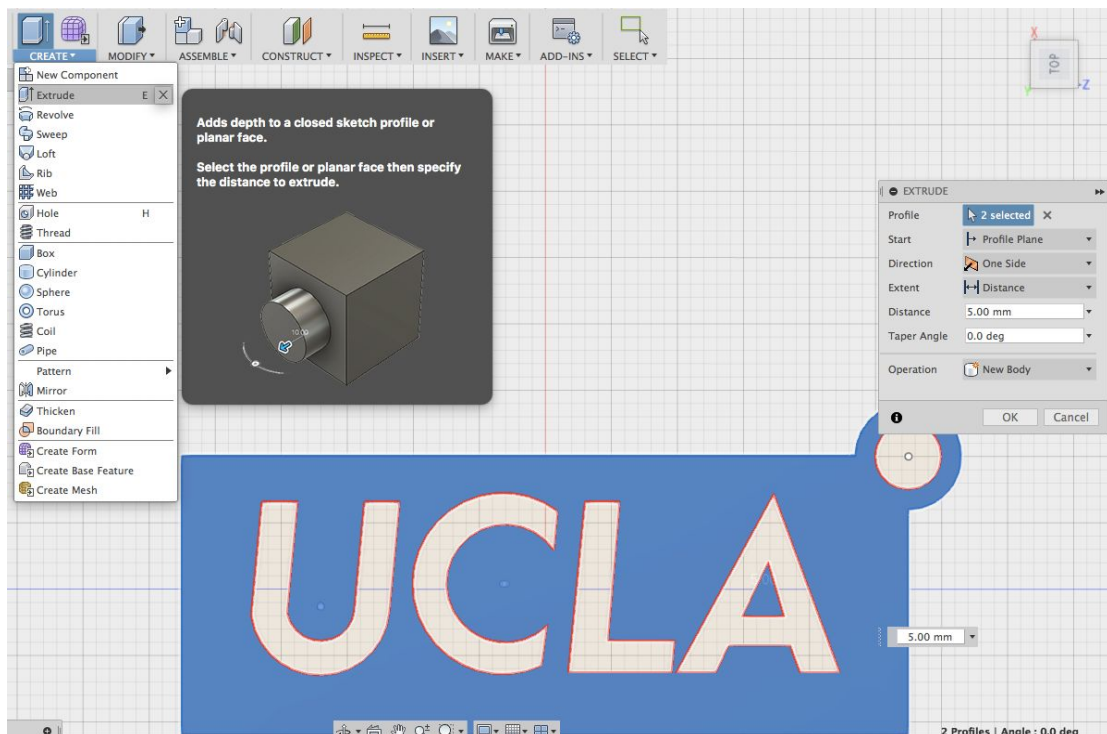 CREATE ▾ MODIFY ▾ ASSEMBLE ▾ CONSTRUCT ▾ INSPECT ▾ INSERT ▾ MAKE ▾ ADD-INS ▾ SELECT ▾
New Component
Extrude E
Revolve
Sweep
Loft
Rib
Web
Hole H
Thread
Box
Cylinder
Sphere
Torus
Coil
Pipe
Pattern
Mirror
Thicken
Boundary Fill
Create Form
Create Base Feature
Create Mesh
Adds depth to a closed sketch profile or
planar face.
Select the profile or planar face then specify
the distance to extrude.
10.00
X
TOP
Z
Y
EXTRUDE
Profile 2 selected
Start Profile Plane
Direction One Side
Extent Distance
Distance 5.00 mm
Taper Angle 0.0 deg
Operation New Body
OK Cancel
UCLA
5.00 mm
2 Profiles | Angle : 0.0 deg